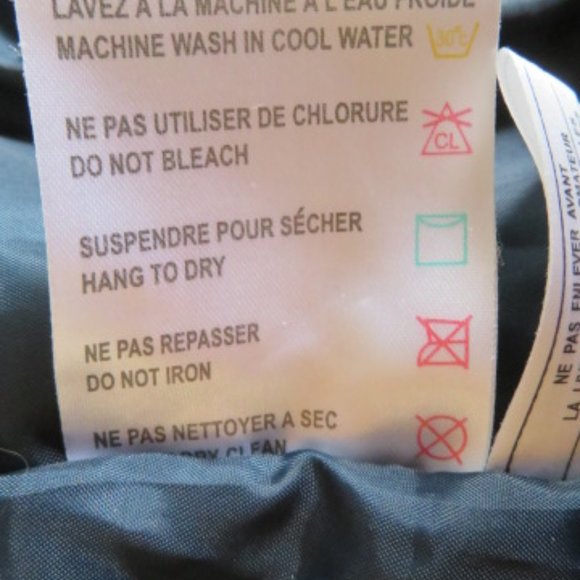 LAVEZ À LA MACHINE À L'EAU FROIDE
MACHINE WASH IN COOL WATER
30°C
NE PAS UTILISER DE CHLORURE
DO NOT BLEACH
CL
SUSPENDRE POUR SÉCHER
HANG TO DRY
NE PAS REPASSER
DO NOT IRON
NE PAS NETTOYER A SEC
DRY CLEAN
NE PAS ENLEVER AVANT